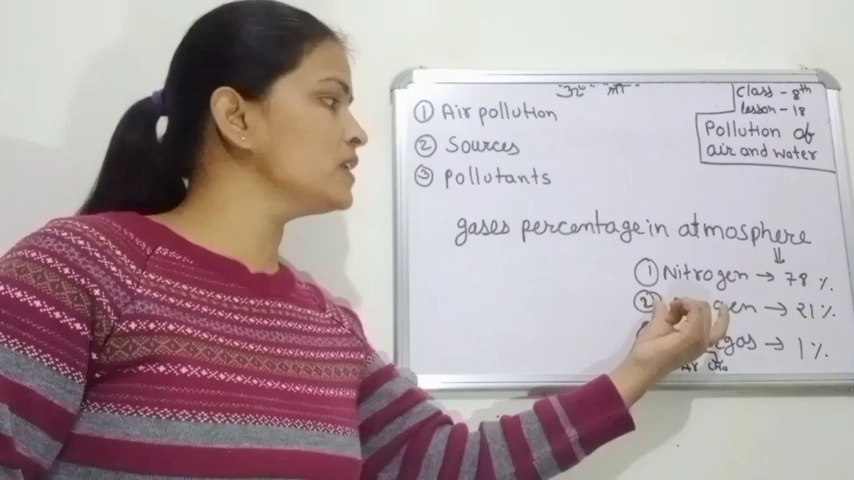 "ॐ" "श्री"
Class - 8th
lesson - 18
Pollution of
air and water
① Air pollution
② Sources
③ pollutants
gases percentage in atmosphere
① Nitrogen → 78 %
② gen → 21 %
→ 1 %